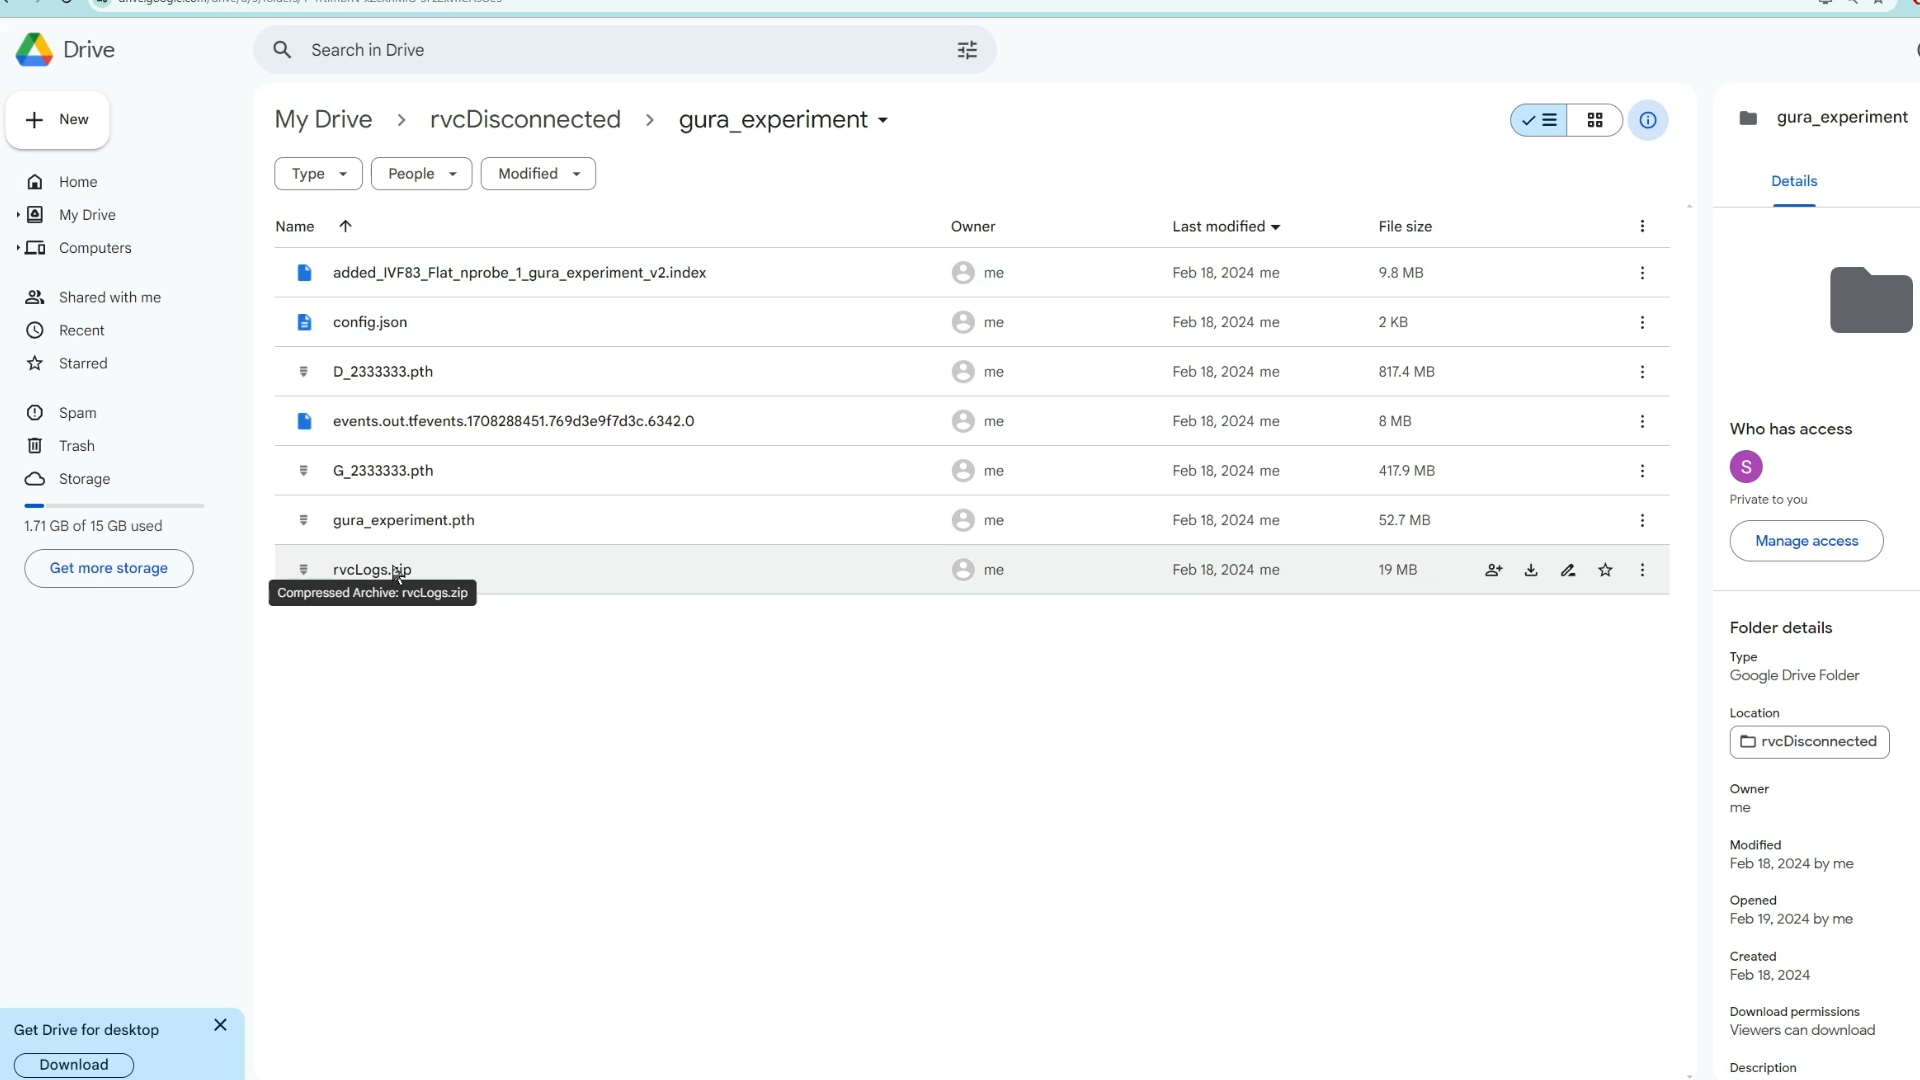 Drive
Search in Drive
New
Home
My Drive
Computers
Shared with me
Recent
Starred
Spam
Trash
Storage
1.71 GB of 15 GB used
Get more storage
Get Drive for desktop
Download
My Drive > rvcDisconnected > gura_experiment
Type People Modified
Name Owner Last modified File size
added_IVF83_Flat_nprobe_1_gura_experiment_v2.index me Feb 18, 2024 me 9.8 MB
config.json me Feb 18, 2024 me 2 KB
D_2333333.pth me Feb 18, 2024 me 817.4 MB
events.out.tfevents.1708288451.769d3e9f7d3c.6342.0 me Feb 18, 2024 me 8 MB
G_2333333.pth me Feb 18, 2024 me 417.9 MB
gura_experiment.pth me Feb 18, 2024 me 52.7 MB
rvcLogs.zip me Feb 18, 2024 me 19 MB
Compressed Archive: rvcLogs.zip
gura_experiment
Details
Who has access
S
Private to you
Manage access
Folder details
Type
Google Drive Folder
Location
rvcDisconnected
Owner
me
Modified
Feb 18, 2024 by me
Opened
Feb 19, 2024 by me
Created
Feb 18, 2024
Download permissions
Viewers can download
Description